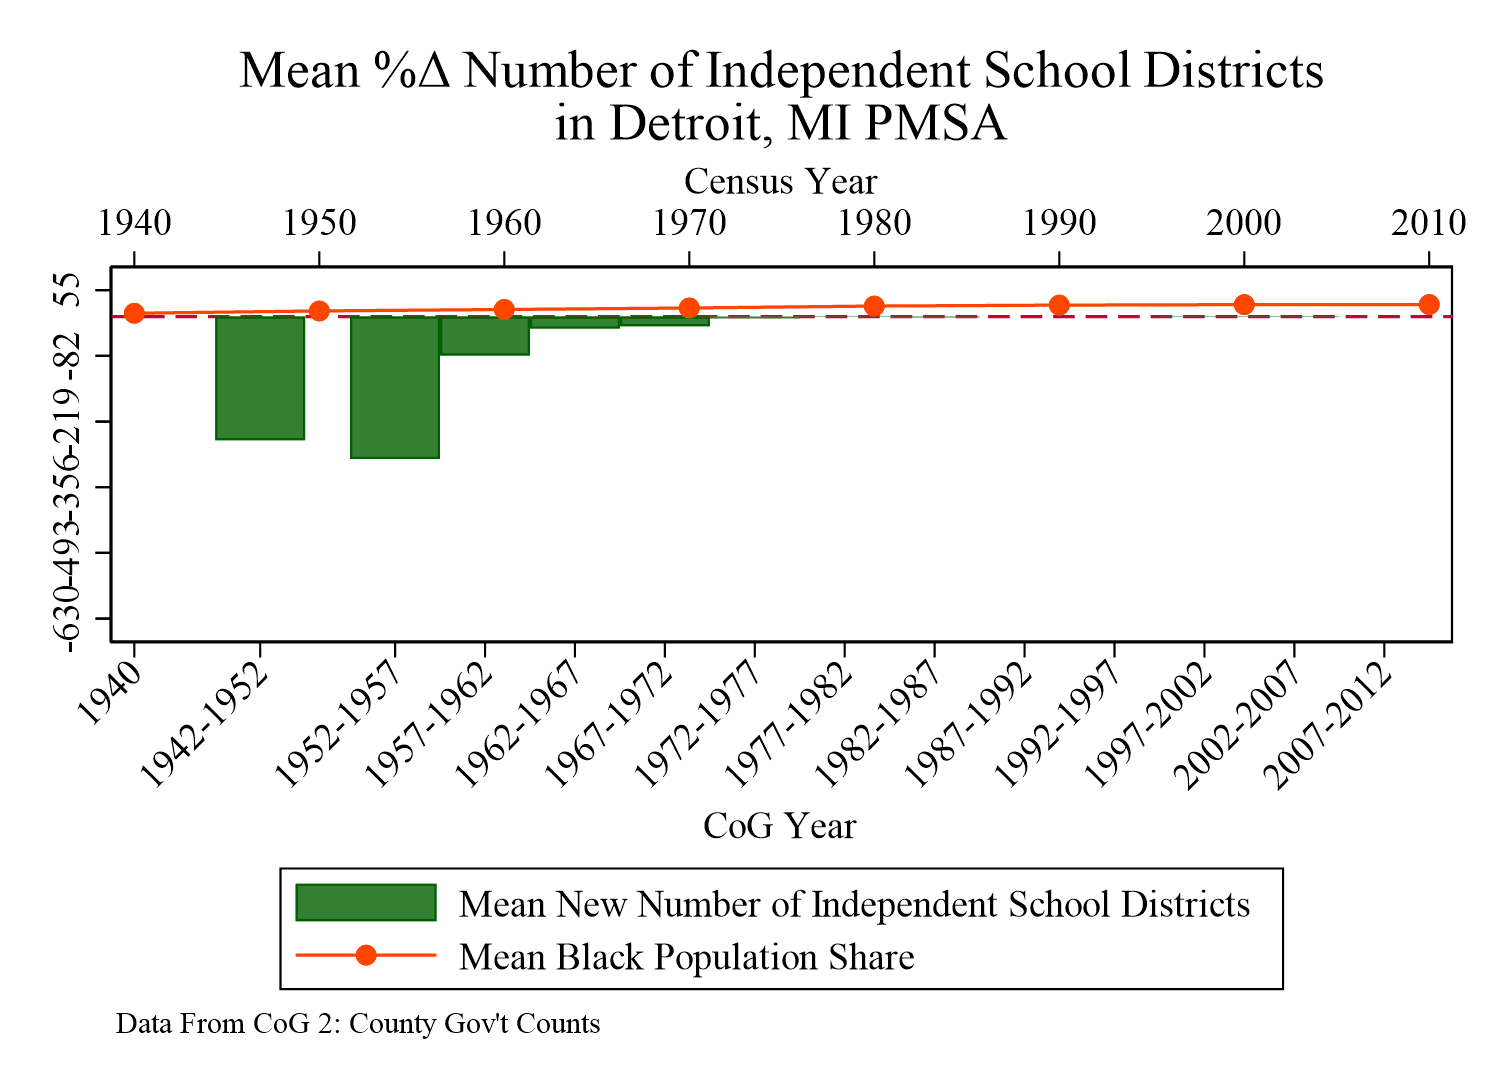 Mean %Δ Number of Independent School Districts
in Detroit, MI PMSA
Census Year
1940 1950 1960 1970 1980 1990 2000 2010
55
-82
-219
-356
-493
-630
1940 1942-1952 1952-1957 1957-1962 1962-1967 1967-1972 1972-1977 1977-1982 1982-1987 1987-1992 1992-1997 1997-2002 2002-2007 2007-2012
CoG Year
Mean New Number of Independent School Districts
Mean Black Population Share
Data From CoG 2: County Gov't Counts